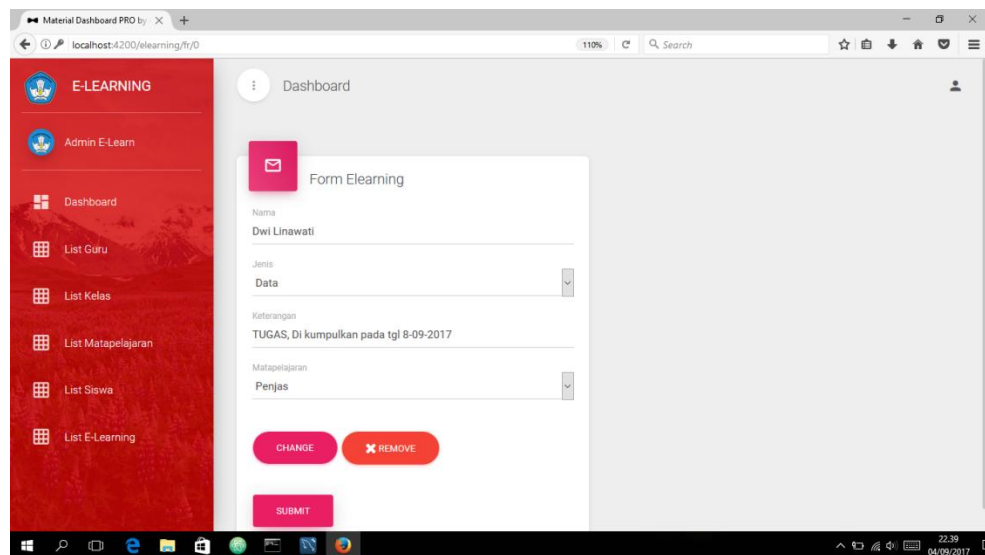 Material Dashboard PRO by
localhost:4200/elearning/fr/0
110%
Search
E-LEARNING
Dashboard
Admin E-Learn
Form Elearning
Dashboard
Nama
Dwi Linawati
List Guru
Jenis
Data
List Kelas
Keterangan
TUGAS, Di kumpulkan pada tgl 8-09-2017
List Matapelajaran
Matapelajaran
Penjas
List Siswa
List E-Learning
CHANGE
REMOVE
SUBMIT
22.39
04/09/2017